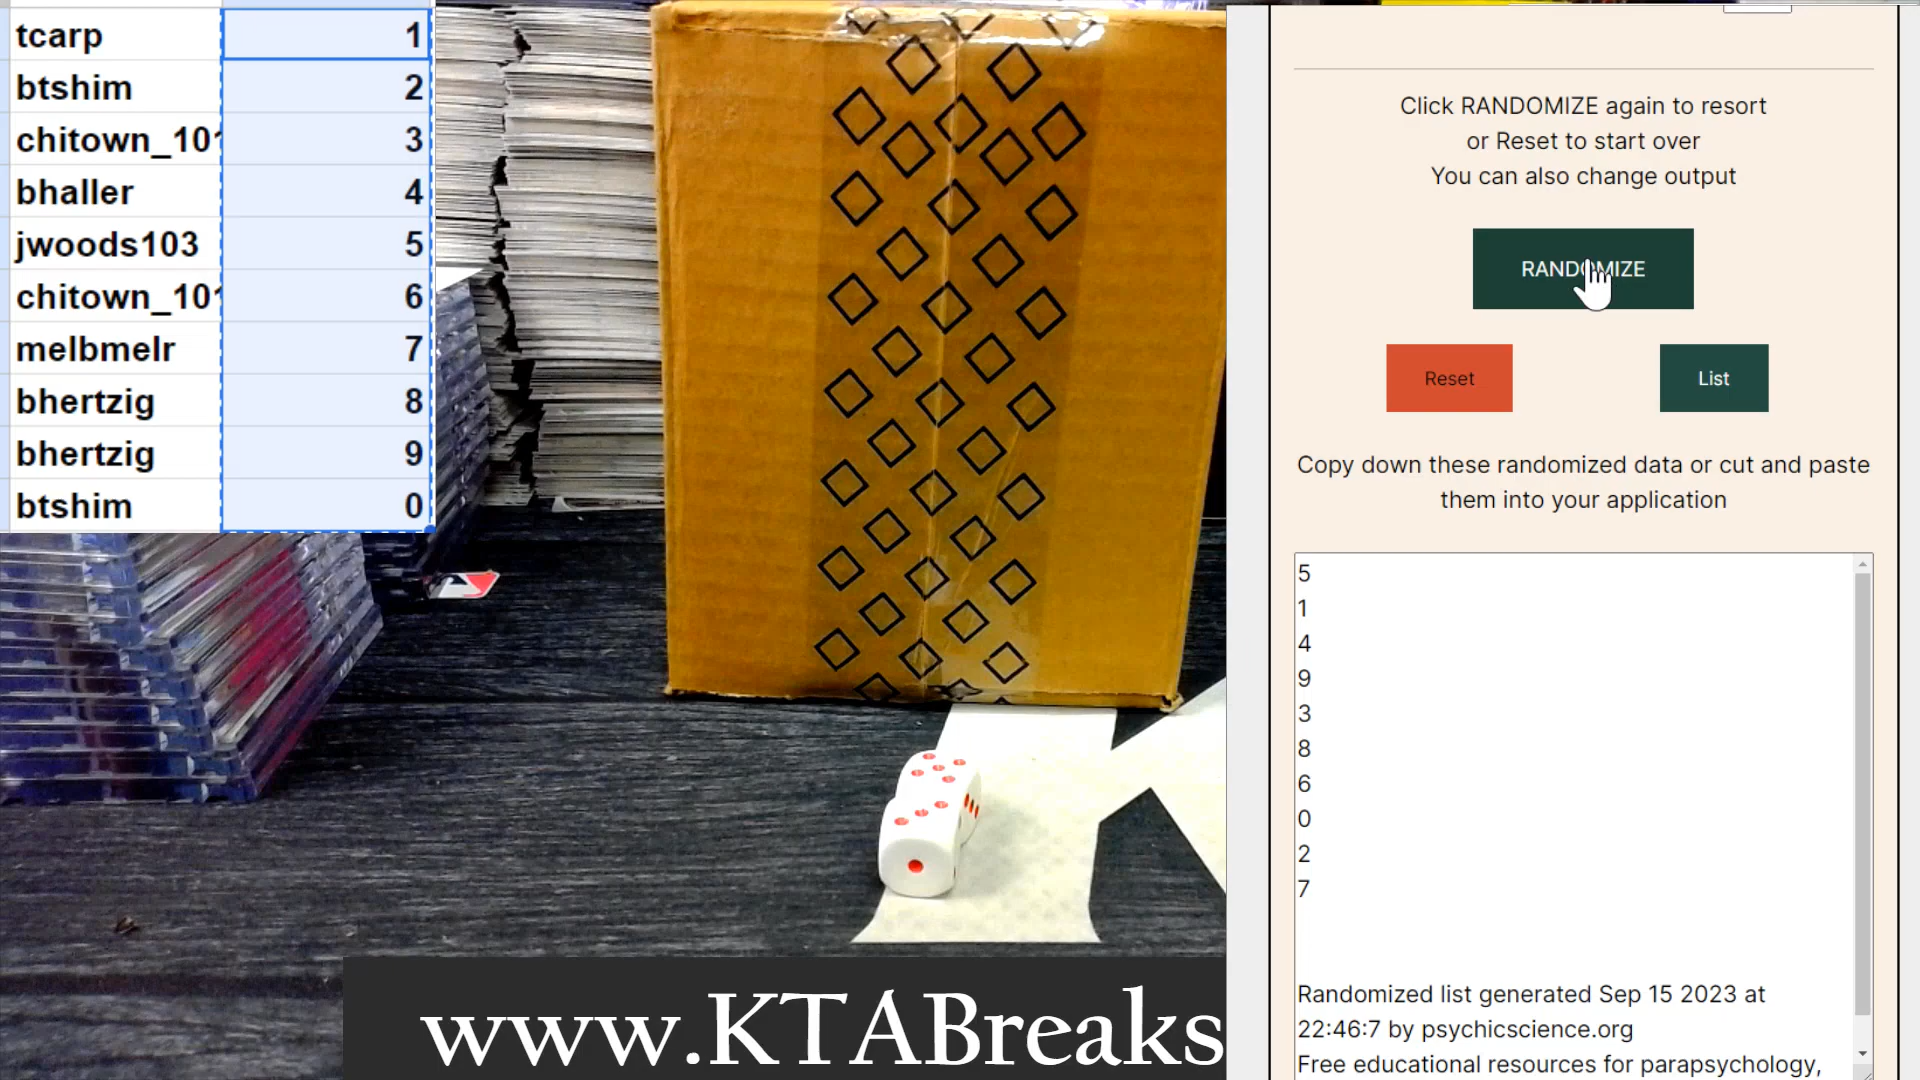 tcarp 1
btshim 2
chitown_101 3
bhaller 4
jwoods103 5
chitown_101 6
melbmelr 7
bhertzig 8
bhertzig 9
btshim 0
Click RANDOMIZE again to resort
or Reset to start over
You can also change output
RANDOMIZE
Reset
List
Copy down these randomized data or cut and paste
them into your application
5
1
4
9
3
8
6
0
2
7
Randomized list generated Sep 15 2023 at
22:46:7 by psychicscience.org
Free educational resources for parapsychology,
www.KTABreaks